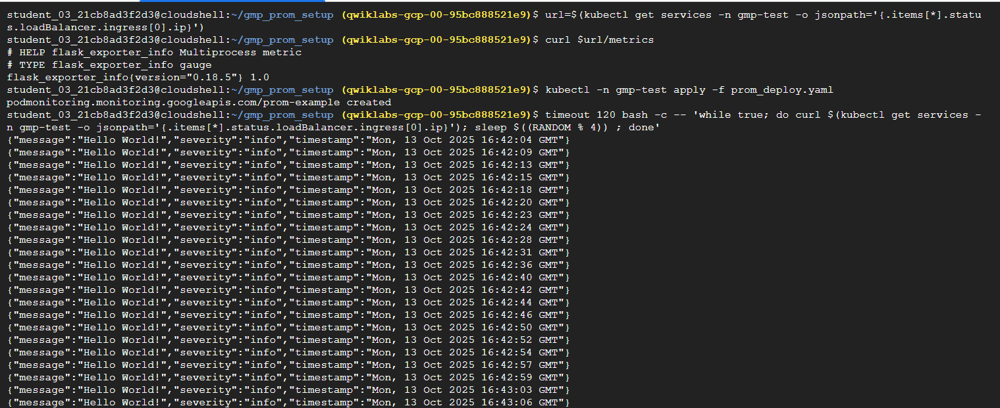 student_03_21cb8ad3f2d3@cloudshell:~/gmp_prom_setup (qwiklabs-gcp-00-95bc888521e9)$ url=$(kubectl get services -n gmp-test -o jsonpath='{.items[*].statu
s.loadBalancer.ingress[0].ip}')
student_03_21cb8ad3f2d3@cloudshell:~/gmp_prom_setup (qwiklabs-gcp-00-95bc888521e9)$ curl $url/metrics
# HELP flask_exporter_info Multiprocess metric
# TYPE flask_exporter_info gauge
flask_exporter_info{version="0.18.5"} 1.0
student_03_21cb8ad3f2d3@cloudshell:~/gmp_prom_setup (qwiklabs-gcp-00-95bc888521e9)$ kubectl -n gmp-test apply -f prom_deploy.yaml
podmonitoring.monitoring.googleapis.com/prom-example created
student_03_21cb8ad3f2d3@cloudshell:~/gmp_prom_setup (qwiklabs-gcp-00-95bc888521e9)$ timeout 120 bash -c -- 'while true; do curl $(kubectl get services -
n gmp-test -o jsonpath='{.items[*].status.loadBalancer.ingress[0].ip}'); sleep $((RANDOM % 4)) ; done'
{"message":"Hello World!","severity":"info","timestamp":"Mon, 13 Oct 2025 16:42:04 GMT"}
{"message":"Hello World!","severity":"info","timestamp":"Mon, 13 Oct 2025 16:42:09 GMT"}
{"message":"Hello World!","severity":"info","timestamp":"Mon, 13 Oct 2025 16:42:13 GMT"}
{"message":"Hello World!","severity":"info","timestamp":"Mon, 13 Oct 2025 16:42:15 GMT"}
{"message":"Hello World!","severity":"info","timestamp":"Mon, 13 Oct 2025 16:42:18 GMT"}
{"message":"Hello World!","severity":"info","timestamp":"Mon, 13 Oct 2025 16:42:20 GMT"}
{"message":"Hello World!","severity":"info","timestamp":"Mon, 13 Oct 2025 16:42:23 GMT"}
{"message":"Hello World!","severity":"info","timestamp":"Mon, 13 Oct 2025 16:42:24 GMT"}
{"message":"Hello World!","severity":"info","timestamp":"Mon, 13 Oct 2025 16:42:28 GMT"}
{"message":"Hello World!","severity":"info","timestamp":"Mon, 13 Oct 2025 16:42:31 GMT"}
{"message":"Hello World!","severity":"info","timestamp":"Mon, 13 Oct 2025 16:42:36 GMT"}
{"message":"Hello World!","severity":"info","timestamp":"Mon, 13 Oct 2025 16:42:40 GMT"}
{"message":"Hello World!","severity":"info","timestamp":"Mon, 13 Oct 2025 16:42:42 GMT"}
{"message":"Hello World!","severity":"info","timestamp":"Mon, 13 Oct 2025 16:42:44 GMT"}
{"message":"Hello World!","severity":"info","timestamp":"Mon, 13 Oct 2025 16:42:46 GMT"}
{"message":"Hello World!","severity":"info","timestamp":"Mon, 13 Oct 2025 16:42:50 GMT"}
{"message":"Hello World!","severity":"info","timestamp":"Mon, 13 Oct 2025 16:42:52 GMT"}
{"message":"Hello World!","severity":"info","timestamp":"Mon, 13 Oct 2025 16:42:54 GMT"}
{"message":"Hello World!","severity":"info","timestamp":"Mon, 13 Oct 2025 16:42:57 GMT"}
{"message":"Hello World!","severity":"info","timestamp":"Mon, 13 Oct 2025 16:42:59 GMT"}
{"message":"Hello World!","severity":"info","timestamp":"Mon, 13 Oct 2025 16:43:03 GMT"}
{"message":"Hello World!","severity":"info","timestamp":"Mon, 13 Oct 2025 16:43:06 GMT"}